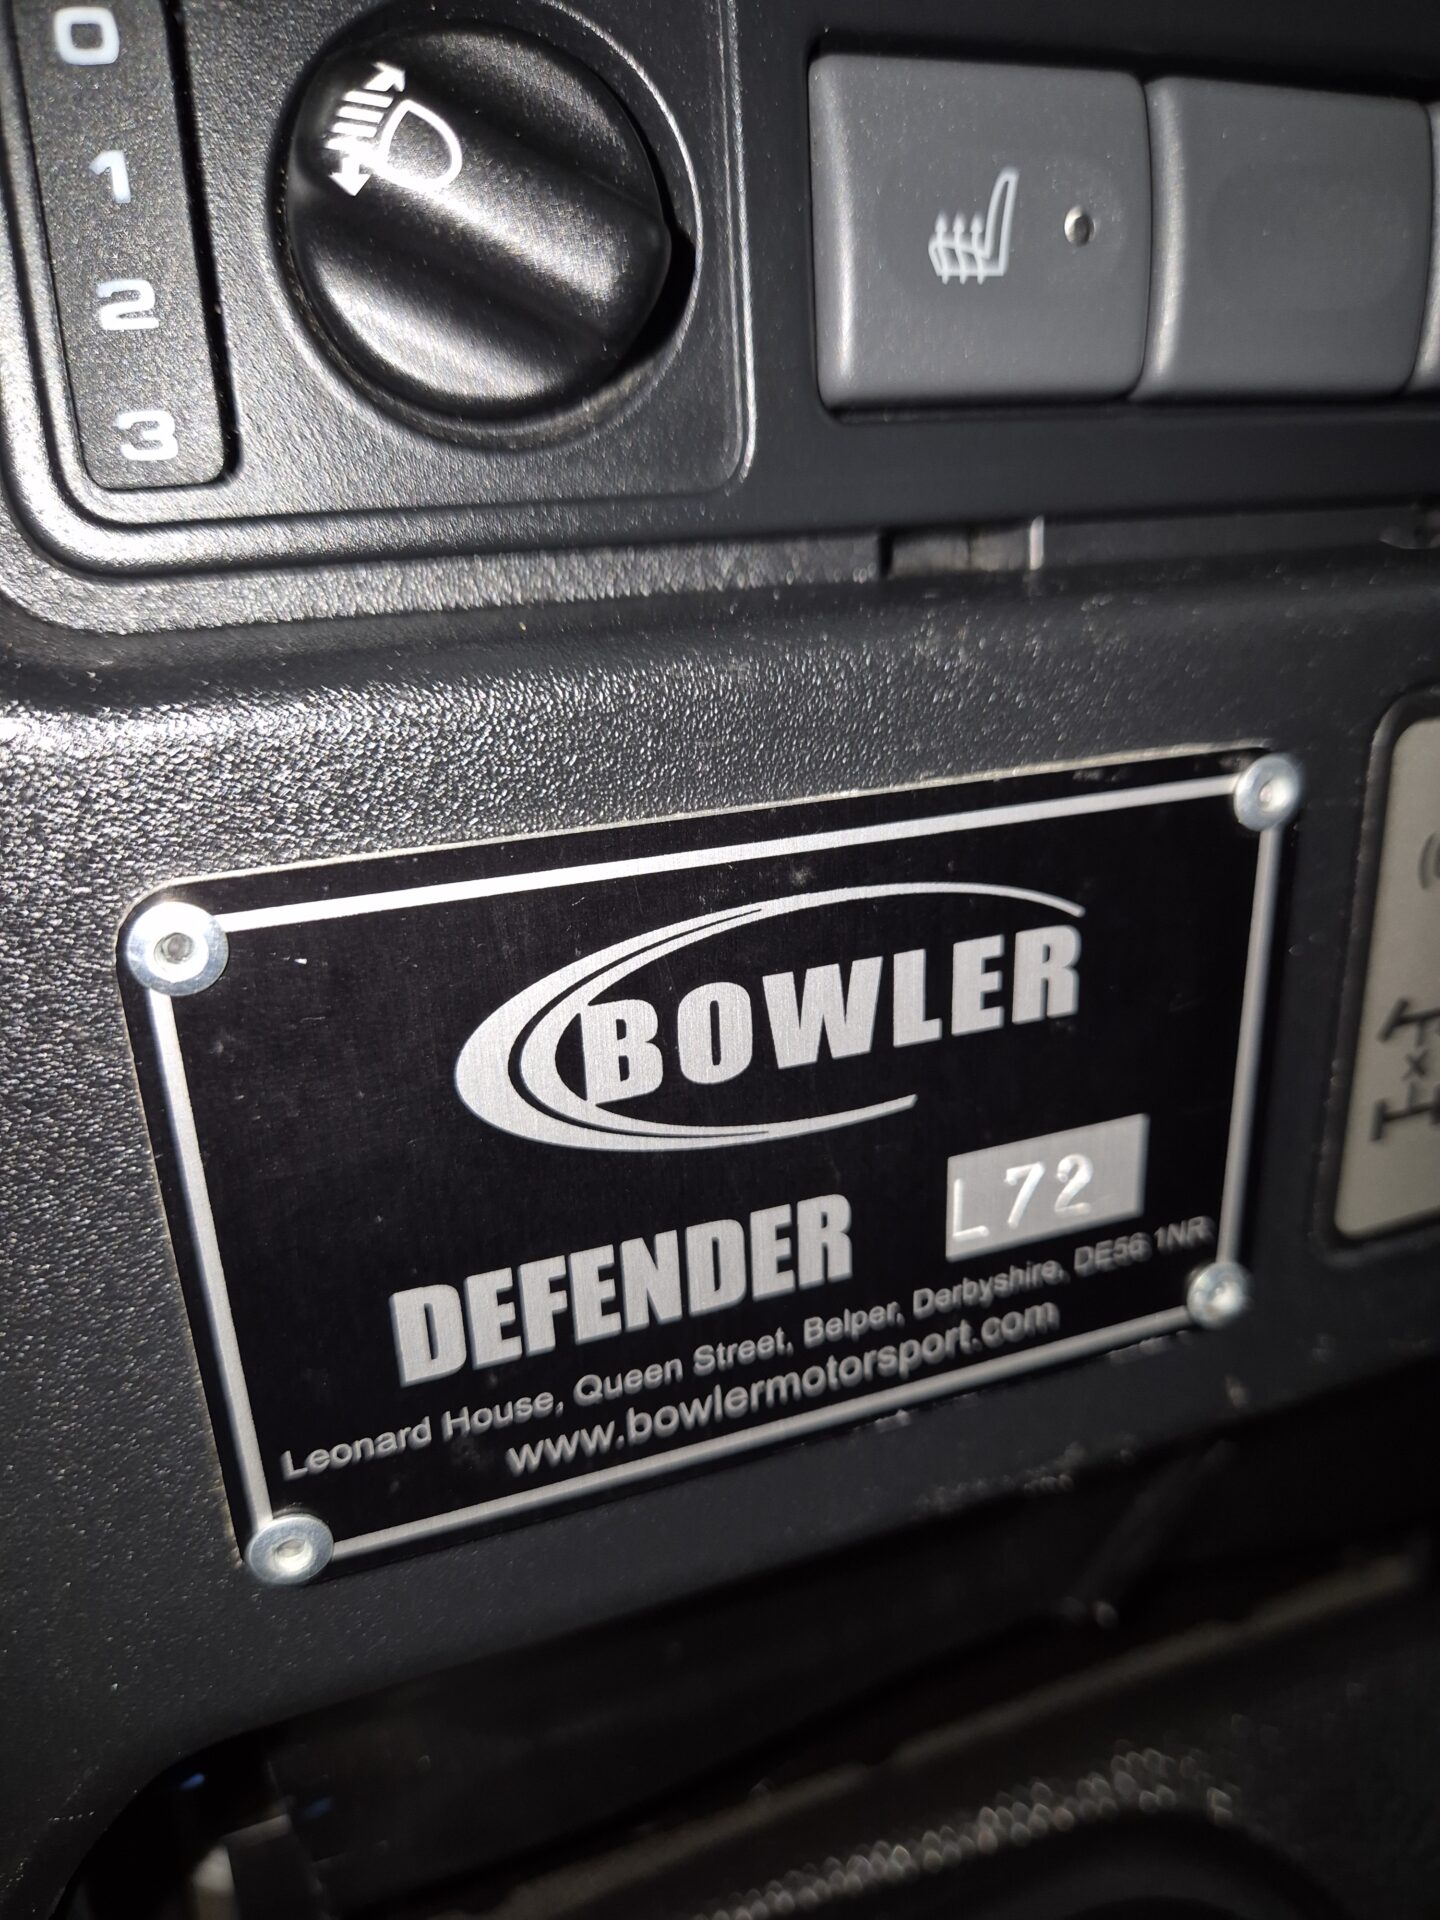 0
1
2
3
BOWLER
L72
DEFENDER
Leonard House, Queen Street, Belper, Derbyshire, DE56 1NR
www.bowlermotorsport.com